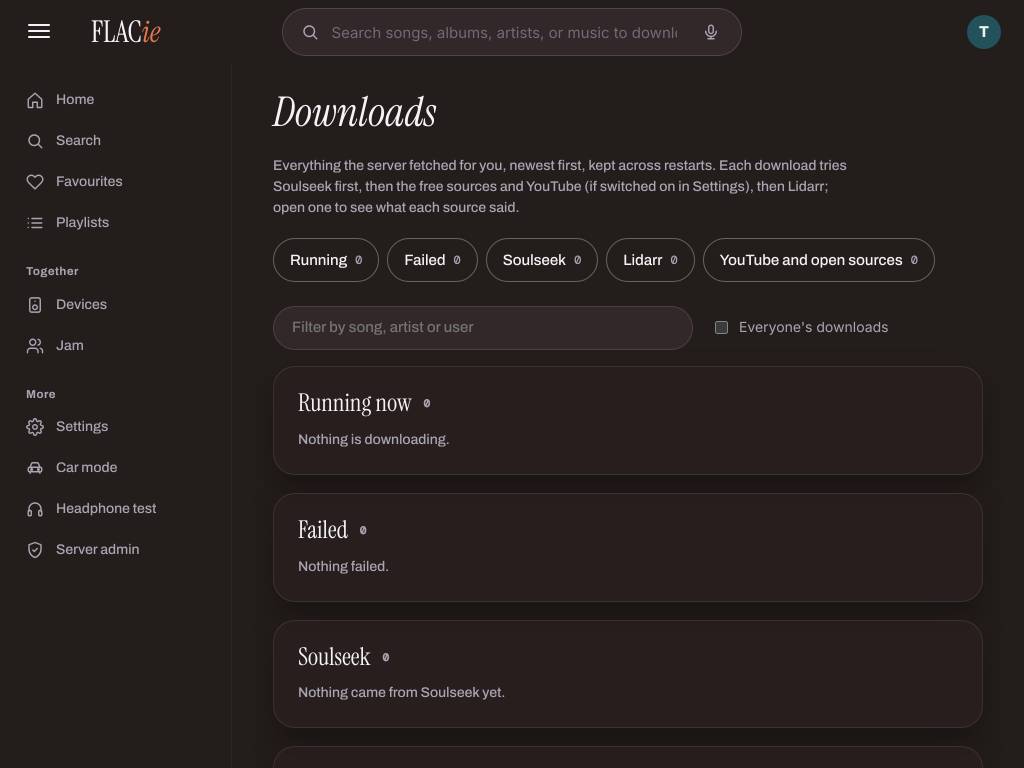 FLACie
Search songs, albums, artists, or music to downl
T
Home
Search
Favourites
Playlists
Together
Devices
Jam
More
Settings
Car mode
Headphone test
Server admin
Downloads
Everything the server fetched for you, newest first, kept across restarts. Each download tries
Soulseek first, then the free sources and YouTube (if switched on in Settings), then Lidarr;
open one to see what each source said.
Running 0
Failed 0
Soulseek 0
Lidarr 0
YouTube and open sources 0
Filter by song, artist or user
Everyone's downloads
Running now 0
Nothing is downloading.
Failed 0
Nothing failed.
Soulseek 0
Nothing came from Soulseek yet.